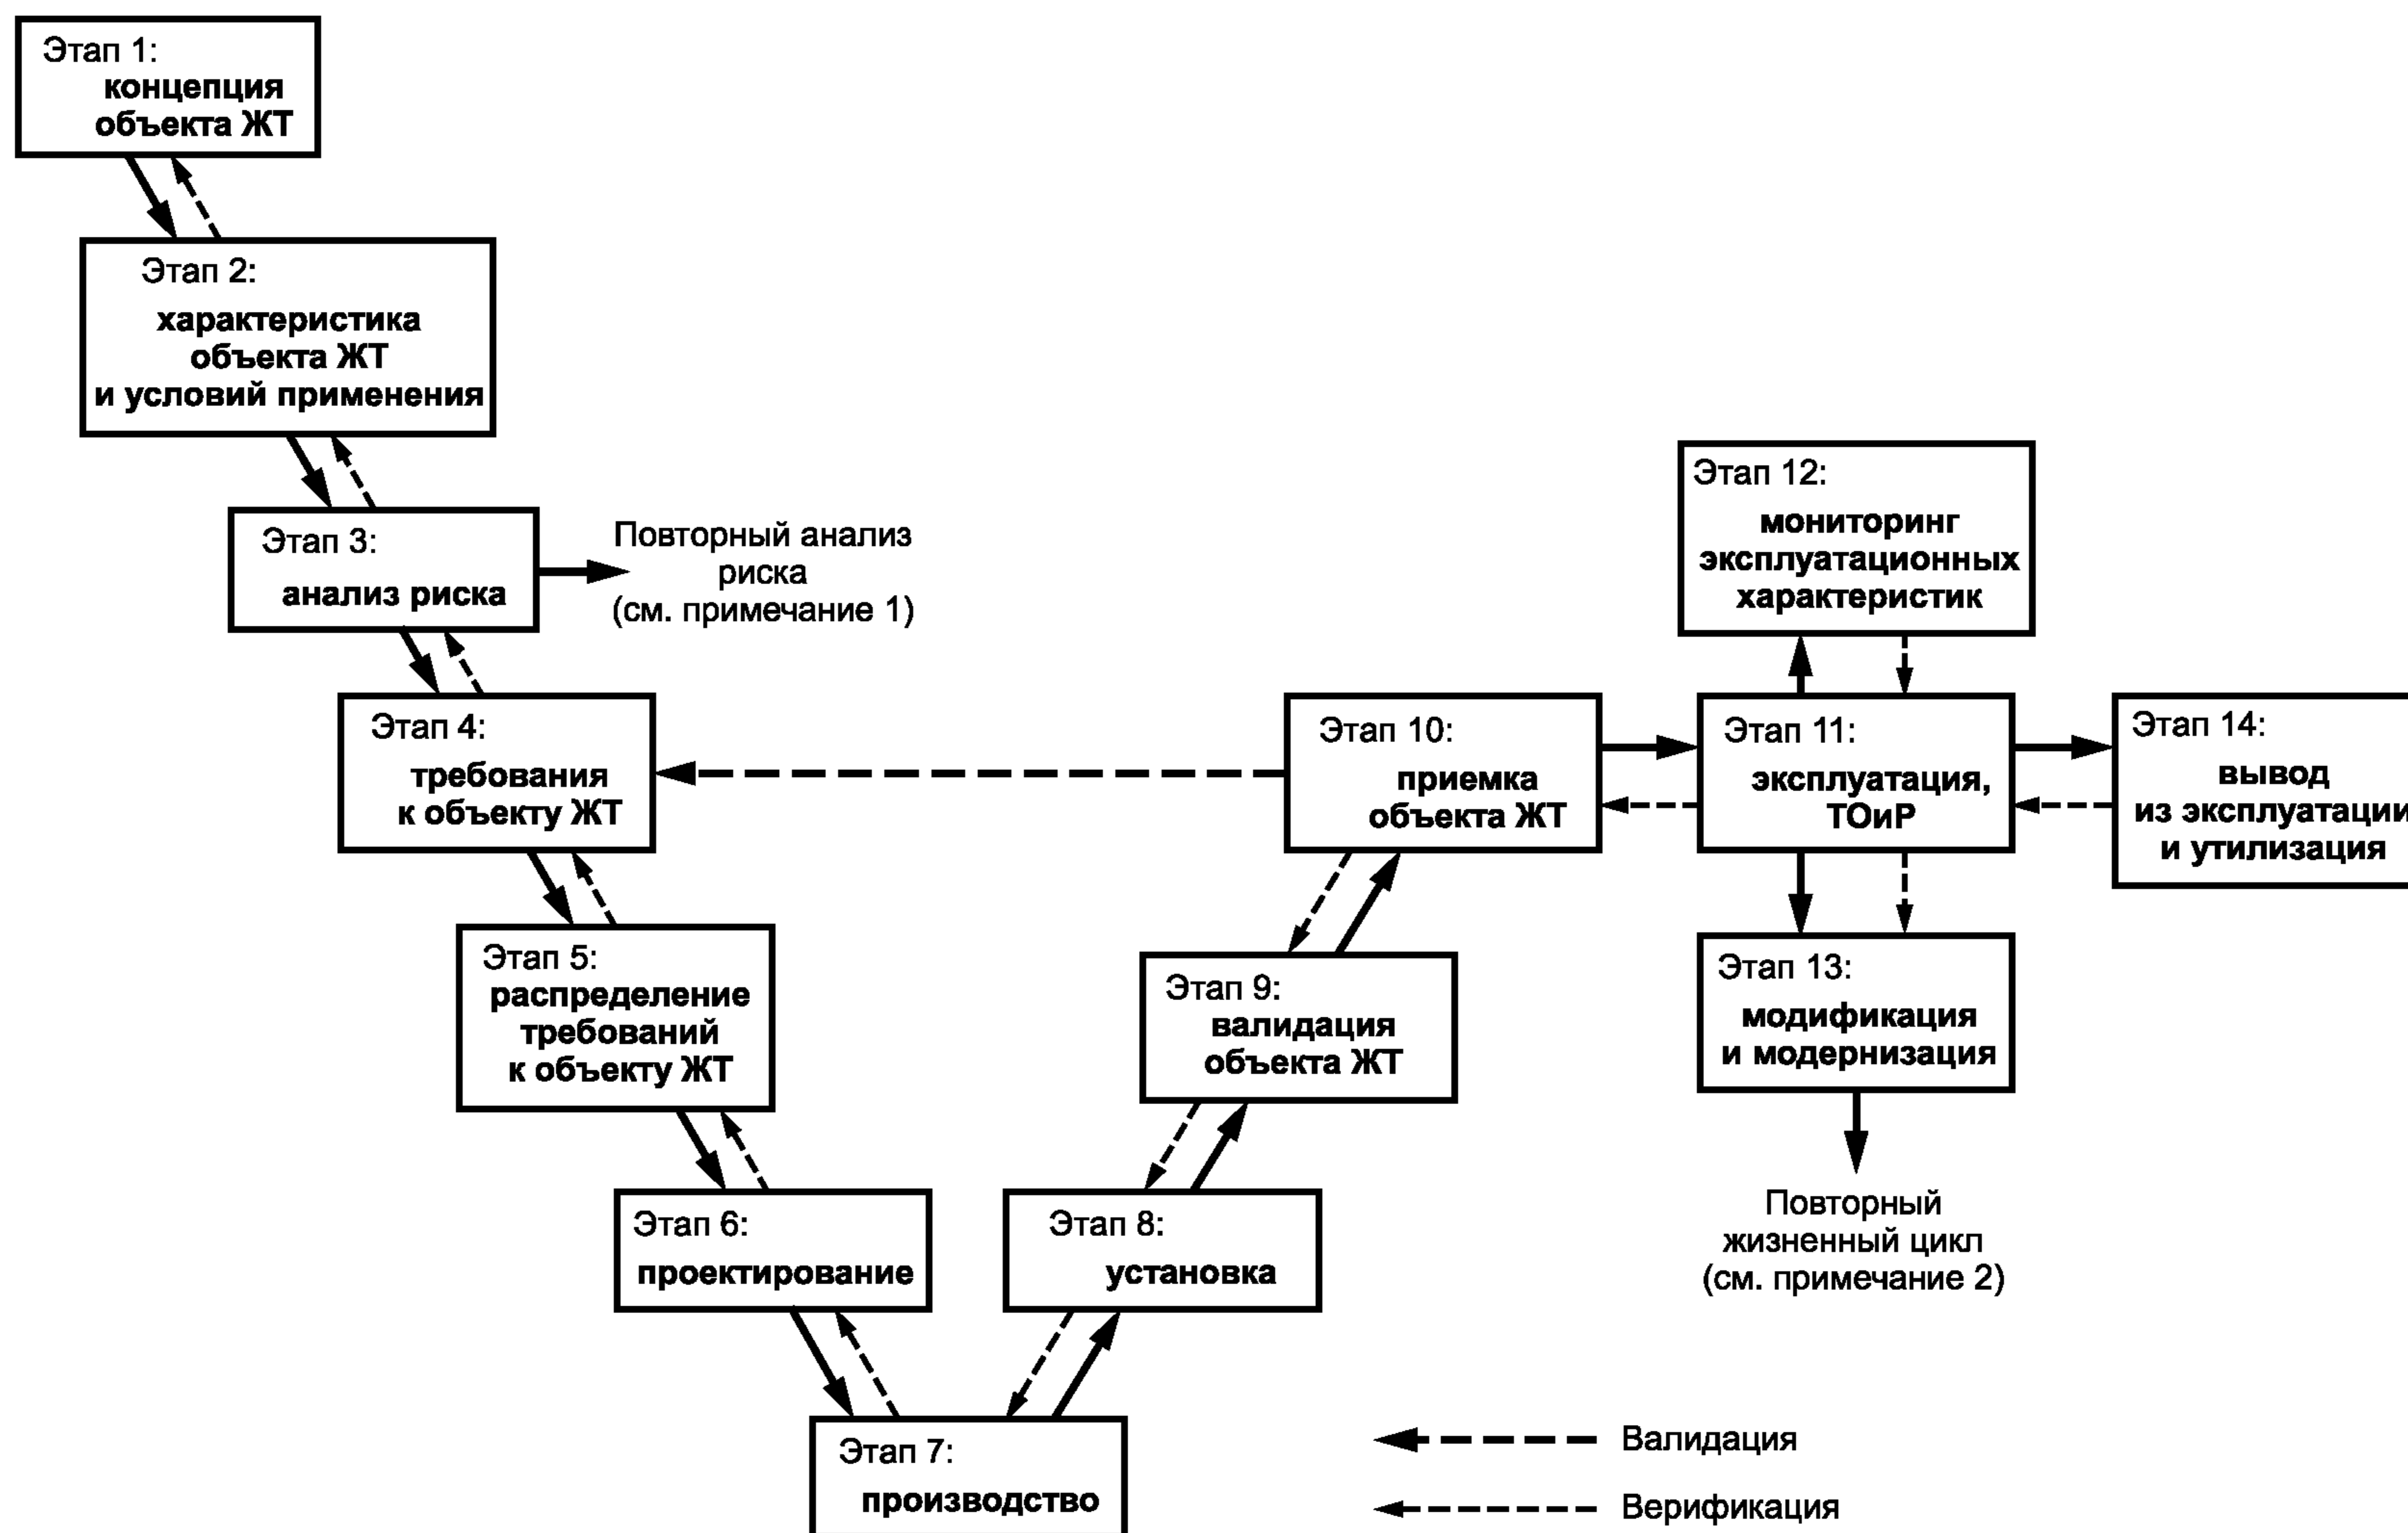 Этап 1:
концепция
объекта ЖТ
Этап 2:
характеристика
объекта ЖТ
и условий применения
Этап 3:
анализ риска
Повторный анализ
риска
(см. примечание 1)
Этап 4:
требования
к объекту ЖТ
Этап 5:
распределение
требований
к объекту ЖТ
Этап 6:
проектирование
Этап 7:
производство
Этап 8:
установка
Этап 9:
валидация
объекта ЖТ
Этап 10:
приемка
объекта ЖТ
Этап 11:
эксплуатация,
ТОиР
Этап 12:
мониторинг
эксплуатационных
характеристик
Этап 13:
модификация
и модернизация
Повторный
жизненный цикл
(см. примечание 2)
Этап 14:
вывод
из эксплуатации
и утилизация
Валидация
Верификация